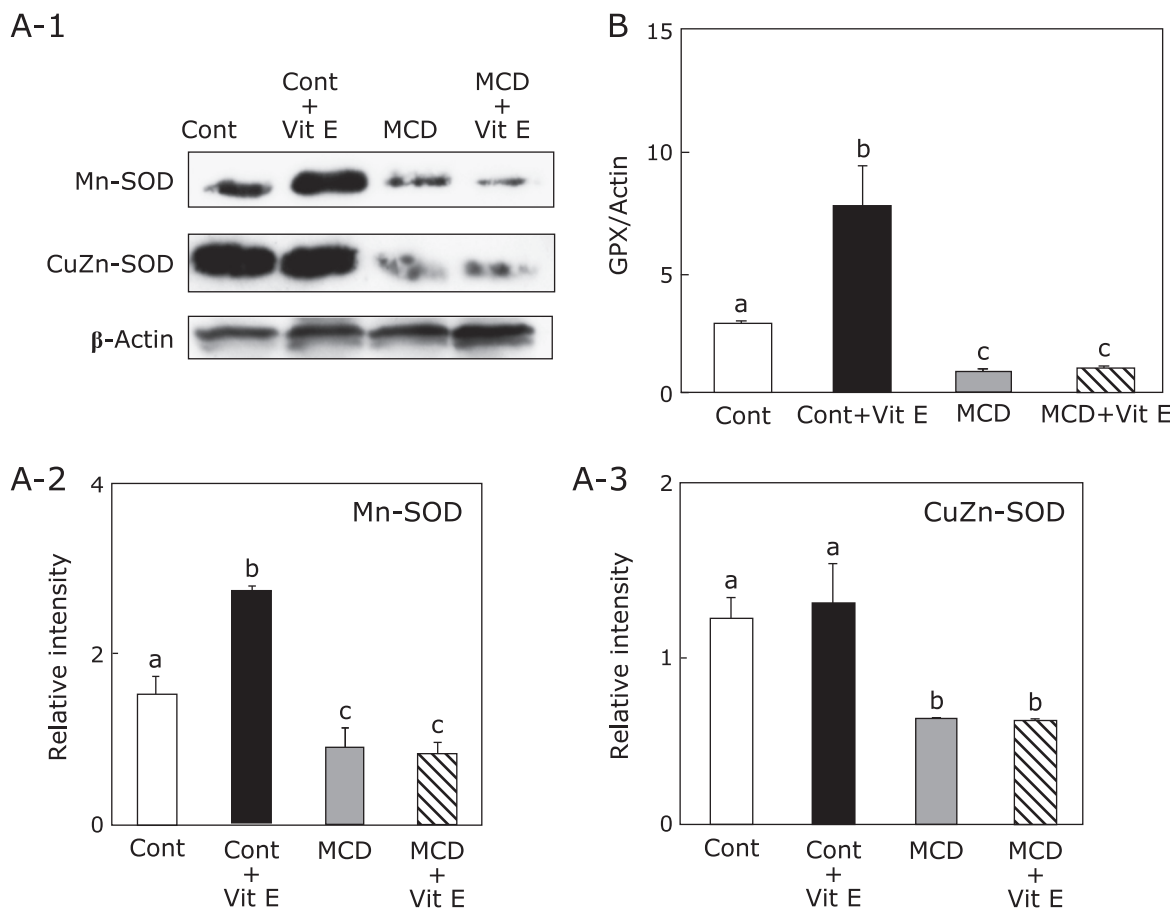 A-1
Cont
Cont
+
Vit E
MCD
MCD
+
Vit E
Mn-SOD
CuZn-SOD
β-Actin
B
15
10
5
0
GPX/Actin
a
b
c
c
Cont
Cont+Vit E
MCD
MCD+Vit E
A-2
4
2
0
Relative intensity
Mn-SOD
a
b
c
c
Cont
Cont
+
Vit E
MCD
MCD
+
Vit E
A-3
2
1
0
Relative intensity
CuZn-SOD
a
a
b
b
Cont
Cont
+
Vit E
MCD
MCD
+
Vit E